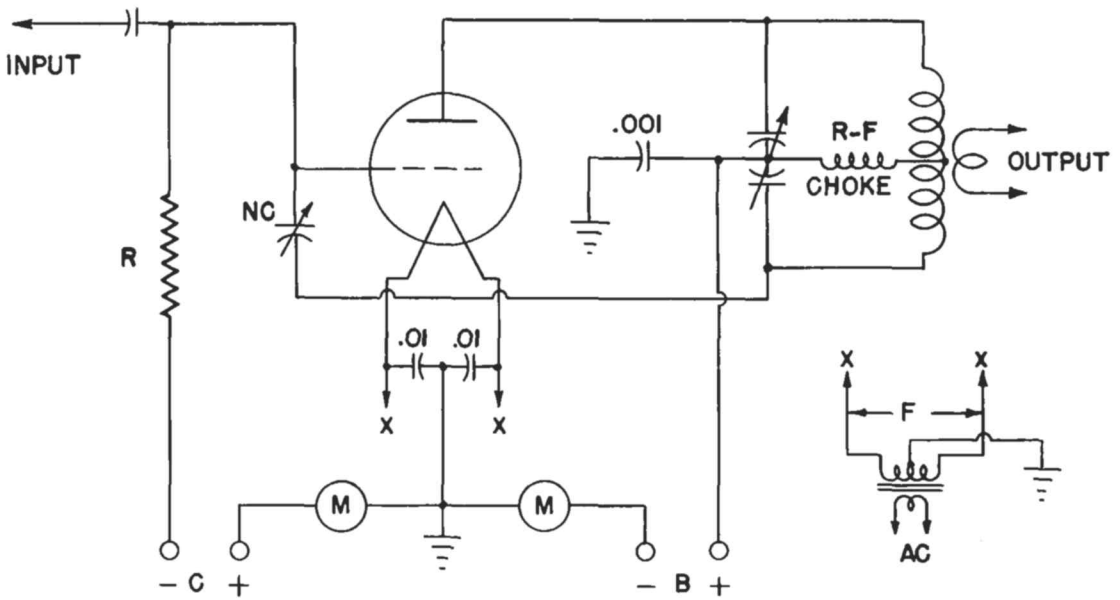 INPUT
.001
R-F
CHOKE
OUTPUT
NC
R
.01 .01
X X
X X
F
M M
AC
- C +
- B +